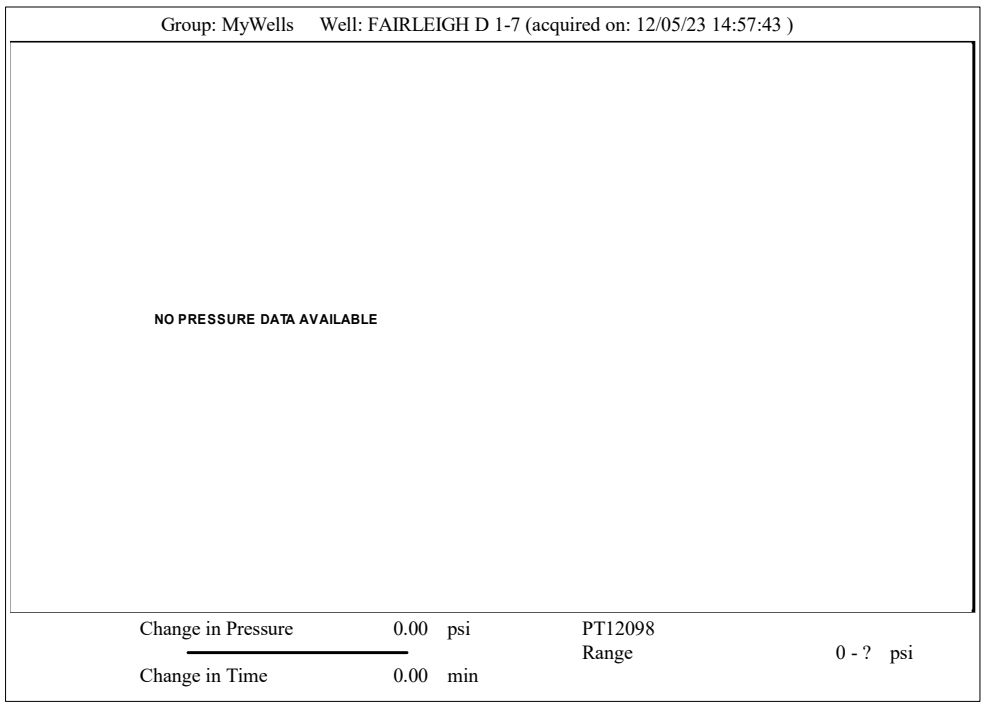 Group: MyWells Well: FAIRLEIGH D 1-7 (acquired on: 12/05/23 14:57:43 )
NO PRESSURE DATA AVAILABLE
Change in Pressure 0.00 psi PT12098
Range 0 - ? psi
Change in Time 0.00 min